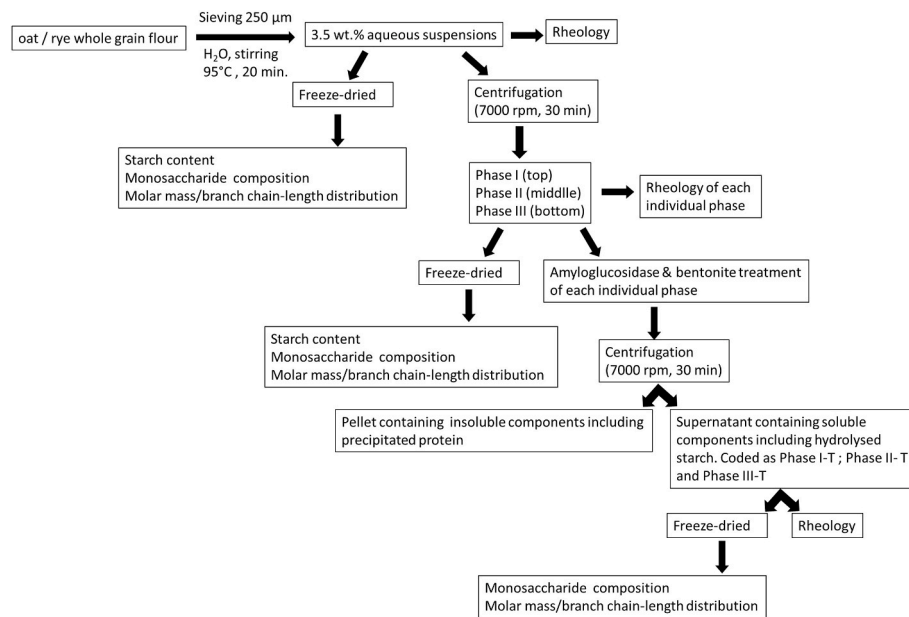 Sieving 250 µm
oat / rye whole grain flour
H₂O, stirring
95°C , 20 min.
3.5 wt.% aqueous suspensions
Rheology
Freeze-dried
Centrifugation
(7000 rpm, 30 min)
Starch content
Monosaccharide composition
Molar mass/branch chain-length distribution
Phase I (top)
Phase II (middlle)
Phase III (bottom)
Rheology of each
individual phase
Freeze-dried
Amyloglucosidase & bentonite treatment
of each individual phase
Starch content
Monosaccharide composition
Molar mass/branch chain-length distribution
Centrifugation
(7000 rpm, 30 min)
Pellet containing insoluble components including
precipitated protein
Supernatant containing soluble
components including hydrolysed
starch. Coded as Phase I-T ; Phase II- T
and Phase III-T
Freeze-dried
Rheology
Monosaccharide composition
Molar mass/branch chain-length distribution